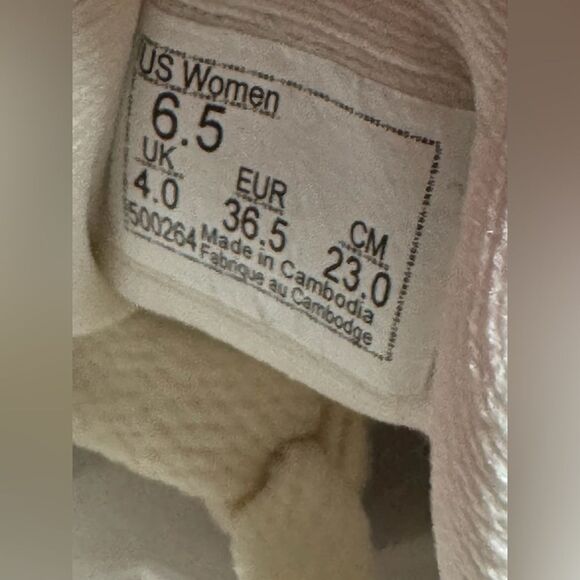 US Women
6.5
UK EUR CM
4.0 36.5 23.0
500264 Made in Cambodia
Fabrique au Cambodge